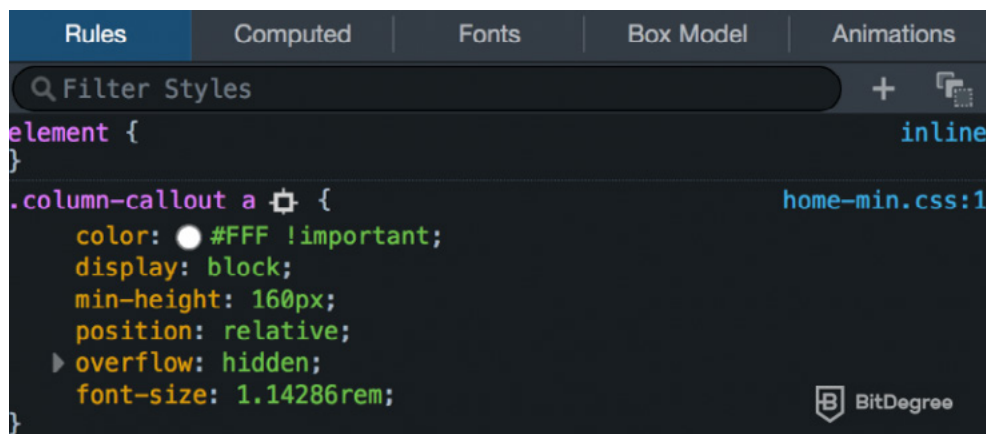 Rules Computed Fonts Box Model Animations
Filter Styles +
element { inline
}
.column-callout a { home-min.css:1
color: #FFF !important;
display: block;
min-height: 160px;
position: relative;
overflow: hidden;
font-size: 1.14286rem;
}
B BitDegree